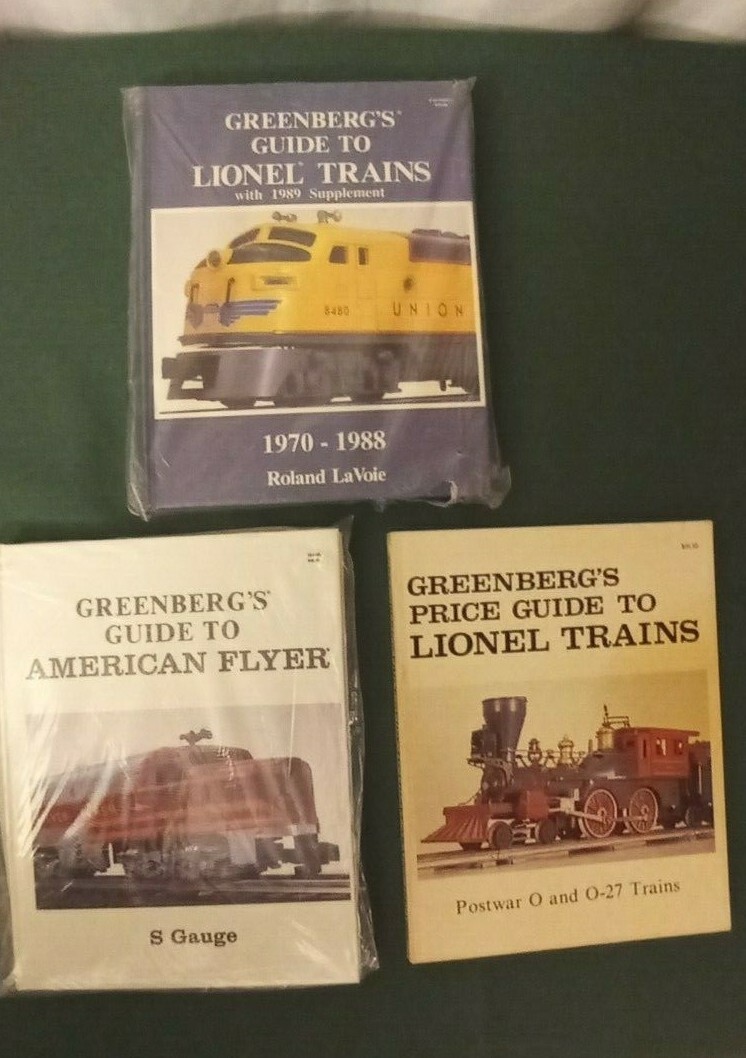 GREENBERG'S®
GUIDE TO
LIONEL® TRAINS
with 1989 Supplement
8480
UNION
1970 - 1988
Roland LaVoie
GREENBERG'S®
GUIDE TO
AMERICAN FLYER®
S Gauge
GREENBERG'S
PRICE GUIDE TO
LIONEL TRAINS
Postwar O and O-27 Trains